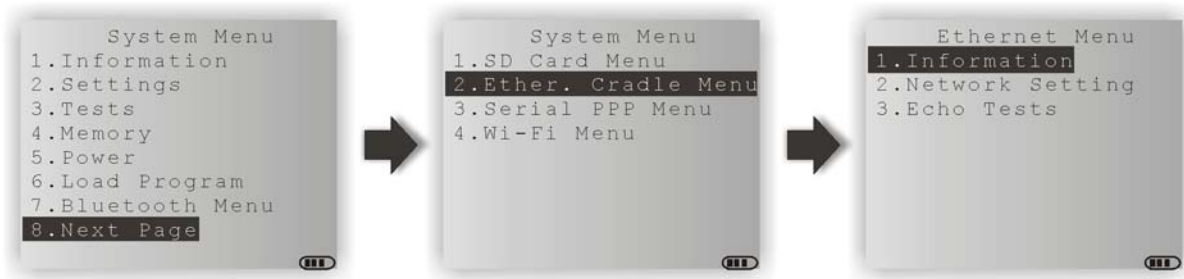 System Menu
1.Information
2.Settings
3.Tests
4.Memory
5.Power
6.Load Program
7.Bluetooth Menu
8.Next Page
System Menu
1.SD Card Menu
2.Ether. Cradle Menu
3.Serial PPP Menu
4.Wi-Fi Menu
Ethernet Menu
1.Information
2.Network Setting
3.Echo Tests